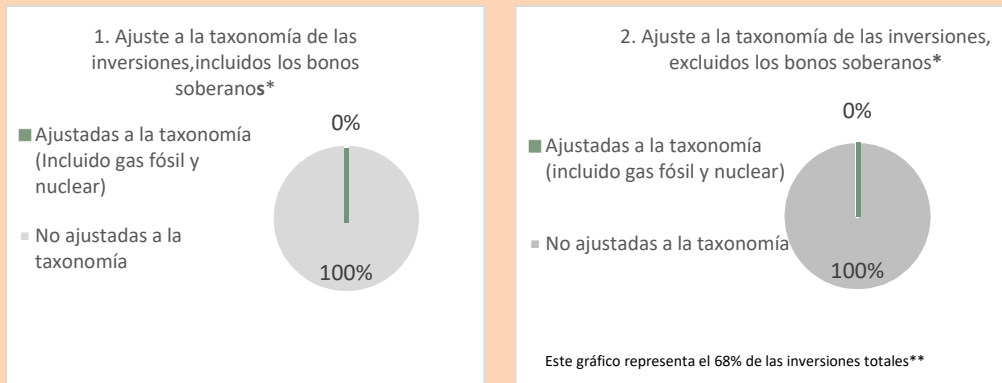 1. Ajuste a la taxonomía de las
inversiones,incluidos los bonos
soberanos*
Ajustadas a la taxonomía
(Incluido gas fósil y
nuclear)
No ajustadas a la
taxonomía
0%
100%
2. Ajuste a la taxonomía de las inversiones,
excluidos los bonos soberanos*
Ajustadas a la taxonomía
(incluido gas fósil y nuclear)
No ajustadas a la taxonomía
0%
100%
Este gráfico representa el 68% de las inversiones totales**